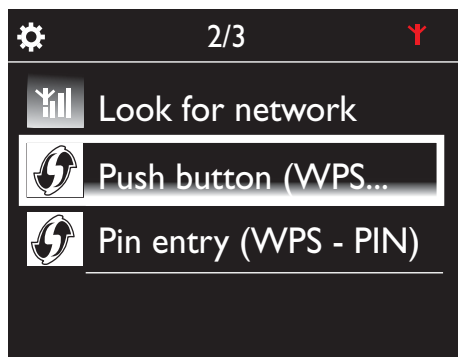 2/3
Look for network
Push button (WPS...
Pin entry (WPS - PIN)